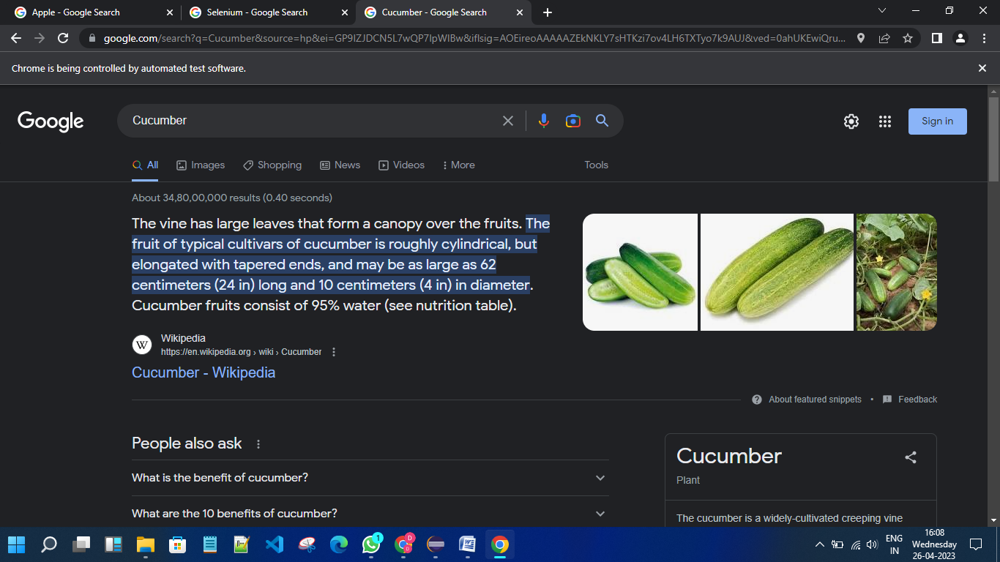 Apple - Google Search
Selenium - Google Search
Cucumber - Google Search
google.com/search?q=Cucumber&source=hp&ei=GP9IZJDCN5L7wQP7IpWIBw&iflsig=AOEireoAAAAAZEkNKLY7sHTKzi7ov4LH6TXTyo7k9AUJ&ved=0ahUKEwiQru...
Chrome is being controlled by automated test software.
Google
Cucumber
Sign in
All
Images
Shopping
News
Videos
More
Tools
About 34,80,00,000 results (0.40 seconds)
The vine has large leaves that form a canopy over the fruits. The
fruit of typical cultivars of cucumber is roughly cylindrical, but
elongated with tapered ends, and may be as large as 62
centimeters (24 in) long and 10 centimeters (4 in) in diameter.
Cucumber fruits consist of 95% water (see nutrition table).
W
Wikipedia
https://en.wikipedia.org › wiki › Cucumber
Cucumber - Wikipedia
About featured snippets • Feedback
People also ask
What is the benefit of cucumber?
What are the 10 benefits of cucumber?
Cucumber
Plant
The cucumber is a widely-cultivated creeping vine
1
D
D
W
ENG
IN
16:08
Wednesday
26-04-2023